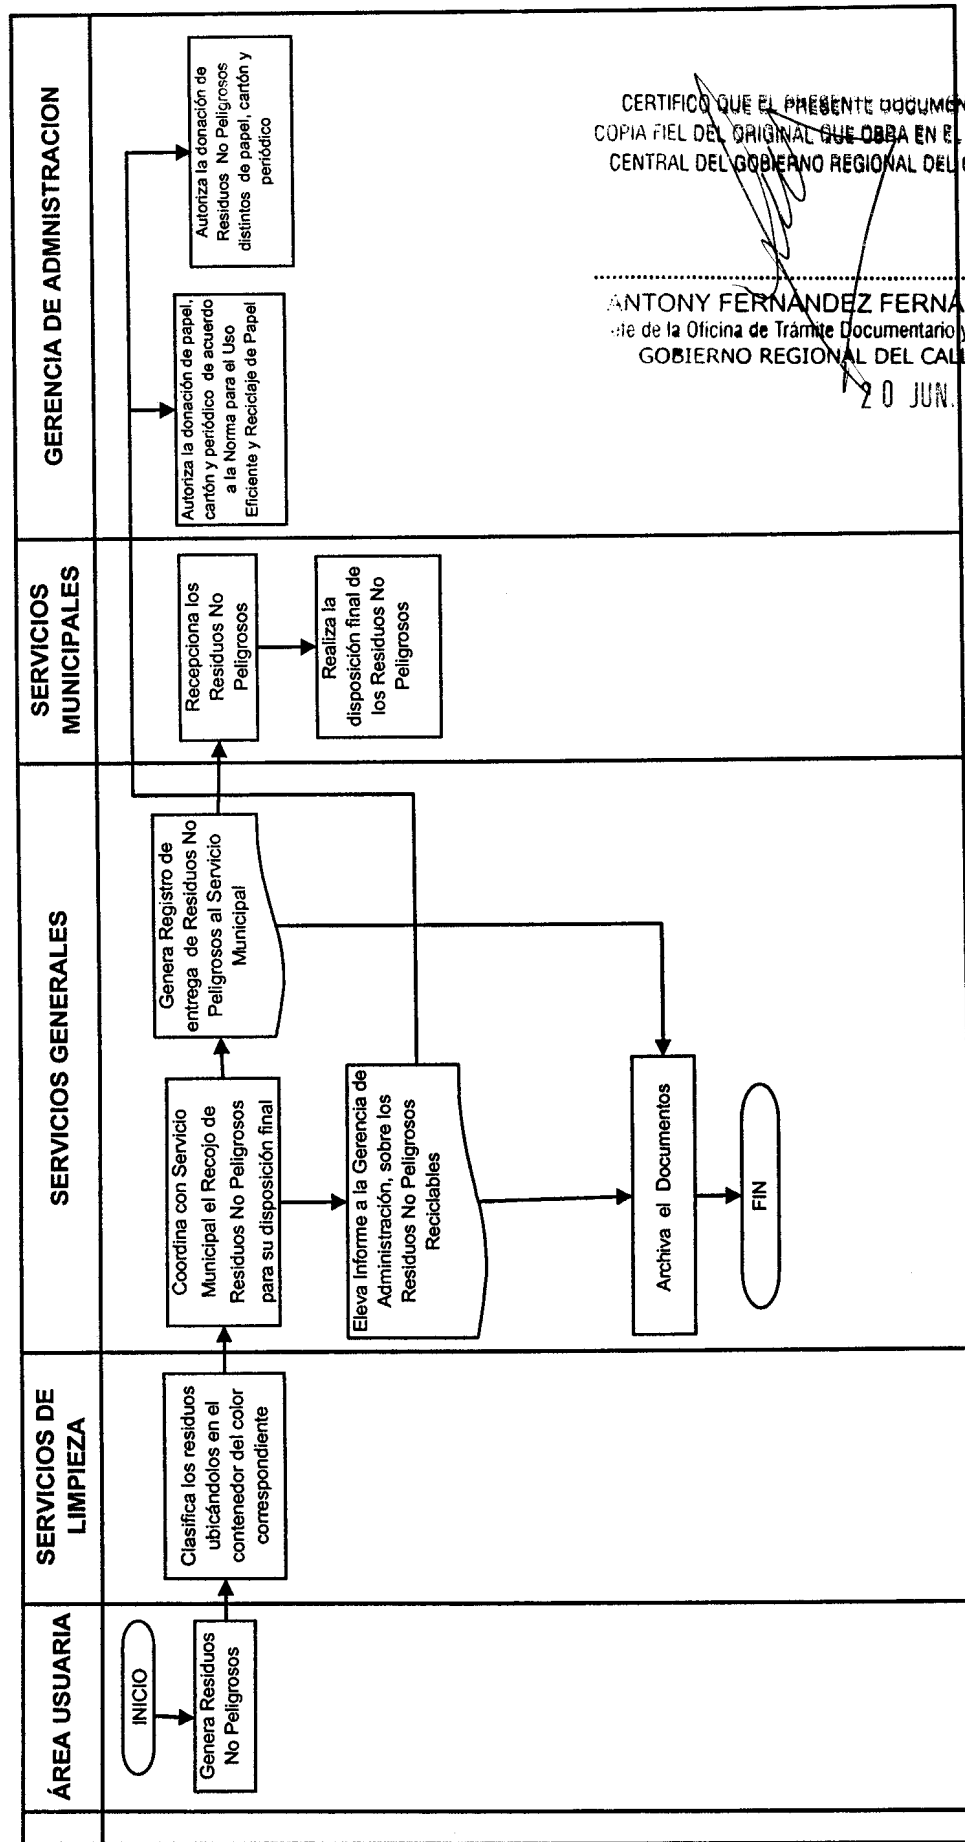 ÁREA USUARIA
SERVICIOS DE
LIMPIEZA
SERVICIOS GENERALES
SERVICIOS
MUNICIPALES
GERENCIA DE ADMNISTRACION
INICIO
Genera Residuos
No Peligrosos
Clasifica los residuos
ubicándolos en el
contenedor del color
correspondiente
Coordina con Servicio
Municipal el Recojo de
Residuos No Peligrosos
para su disposición final
Genera Registro de
entrega de Residuos No
Peligrosos al Servicio
Municipal
Eleva Informe a la Gerencia de
Administración, sobre los
Residuos No Peligrosos
Reciclables
Archiva el Documentos
FIN
Recepciona los
Residuos No
Peligrosos
Realiza la
disposición final de
los Residuos No
Peligrosos
Autoriza la donación de papel,
cartón y periódico de acuerdo
a la Norma para el Uso
Eficiente y Reciclaje de Papel
Autoriza la donación de
Residuos No Peligrosos
distintos de papel, cartón y
periódico
CERTIFICO QUE EL PRESENTE
COPIA FIEL DEL ORIGINAL QUE OBRA EN EL
CENTRAL DEL GOBIERNO REGIONAL DEL
ANTONY FERNÁNDEZ
de la Oficina de Trámite Documentario y
GOBIERNO REGIONAL DEL
20 JUN.